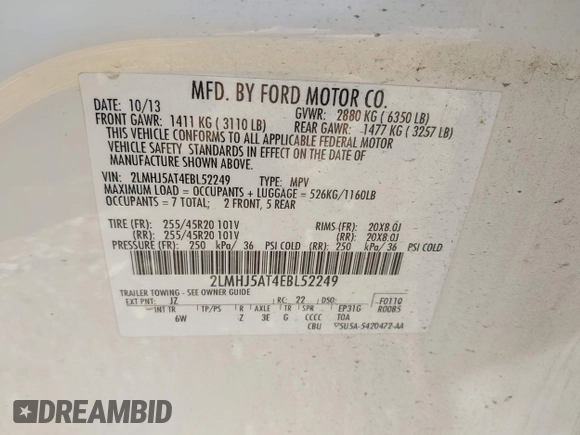 MFD. BY FORD MOTOR CO.
DATE: 10/13 GVWR: 2880 KG ( 6350 LB)
FRONT GAWR: 1411 KG ( 3110 LB) REAR GAWR: 1477 KG ( 3257 LB)
THIS VEHICLE CONFORMS TO ALL APPLICABLE FEDERAL MOTOR
VEHICLE SAFETY STANDARDS IN EFFECT ON THE DATE OF
MANUFACTURE SHOWN ABOVE.
VIN: 2LMHJ5AT4EBL52249 TYPE: MPV
MAXIMUM LOAD = OCCUPANTS + LUGGAGE = 526KG/1160LB
OCCUPANTS = 7 TOTAL; 2 FRONT, 5 REAR
TIRE (FR): 255/45R20 101V RIMS (FR): 20X8.0J
(RR): 255/45R20 101V (RR): 20X8.0J
PRESSURE (FR): 250 kPa/ 36 PSI COLD (RR): 250 kPa/ 36 PSI COLD
2LMHJ5AT4EBL52249
TRAILER TOWING - SEE OWNER GUIDE
EXT PNT: JZ RC: 22 DSO: F0110
INT TR TP/PS R AXLE TR SPR EP31G R0085
6W Z 3E G CCCC TOA
CBU 5U5A-5420472-AA
DREAMBID